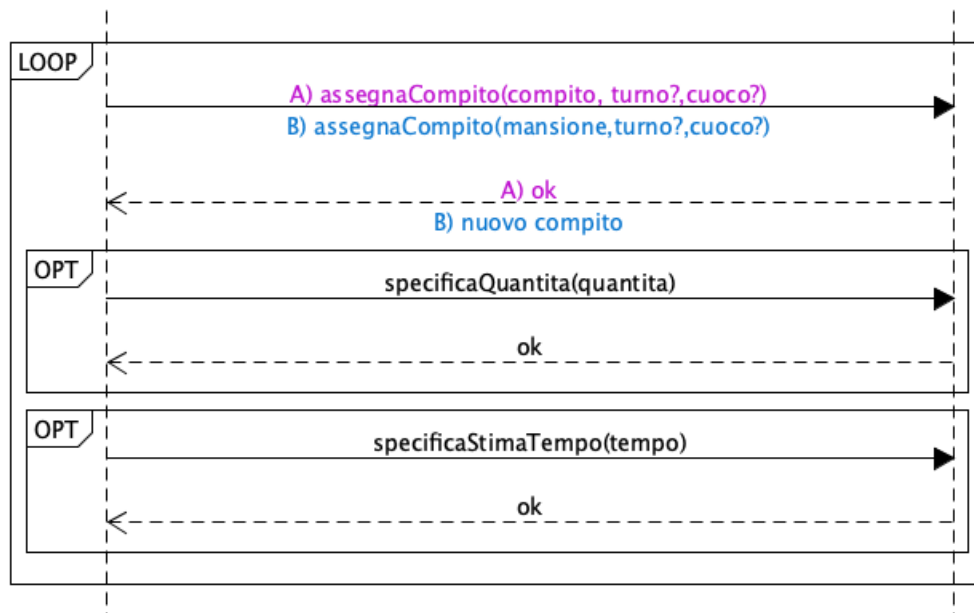 LOOP
A) assegnaCompito(compito, turno?,cuoco?)
B) assegnaCompito(mansione,turno?,cuoco?)
A) ok
B) nuovo compito
OPT
specificaQuantita(quantita)
ok
OPT
specificaStimaTempo(tempo)
ok